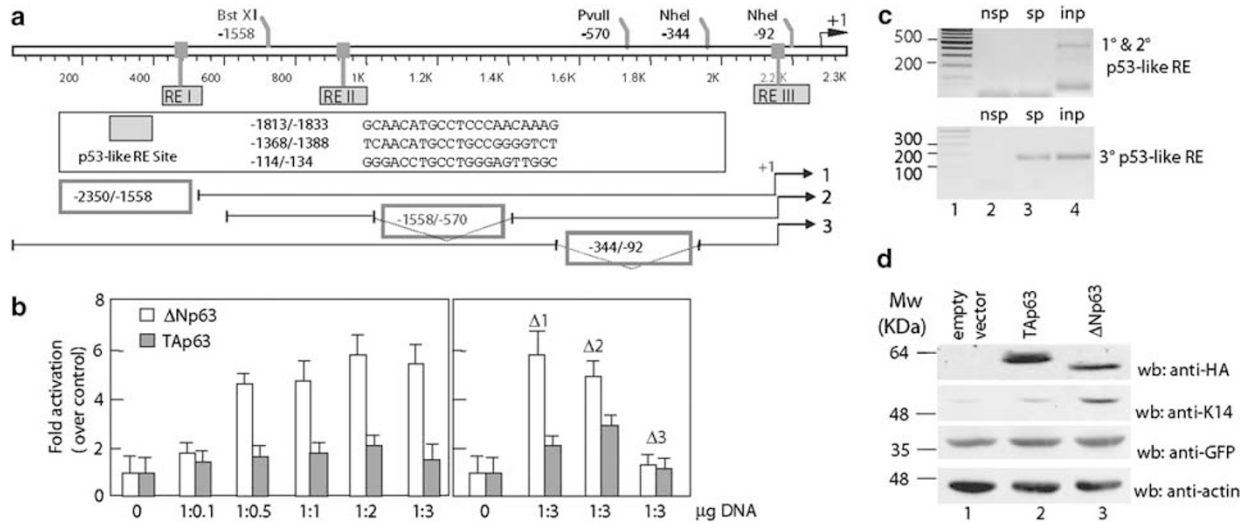 a
Bst XI
-1558
PvuII
-570
NheI
-344
NheI
-92
+1
200 400 600 800 1K 1.2K 1.4K 1.6K 1.8K 2K 2.2K 2.3K
RE I
RE II
RE III
p53-like RE Site
-1813/-1833 GCAACATGCCTCCCAACAAAG
-1368/-1388 TCAACATGCCTGCCGGGGTCT
-114/-134 GGGACCTGCCTGGGAGTTGGC
+1
-2350/-1558
1
2
-1558/-570
3
-344/-92
b
Fold activation
(over control)
8
6
4
2
0
ΔNp63
TAp63
Δ1
Δ2
Δ3
0 1:0.1 1:0.5 1:1 1:2 1:3 0 1:3 1:3 1:3 μg DNA
c
nsp sp inp
500
200
1° & 2°
p53-like RE
nsp sp inp
300
200
100
3° p53-like RE
1 2 3 4
d
Mw
(KDa)
empty
vector
TAp63
ΔNp63
64
wb: anti-HA
48
wb: anti-K14
35
wb: anti-GFP
48
wb: anti-actin
1 2 3